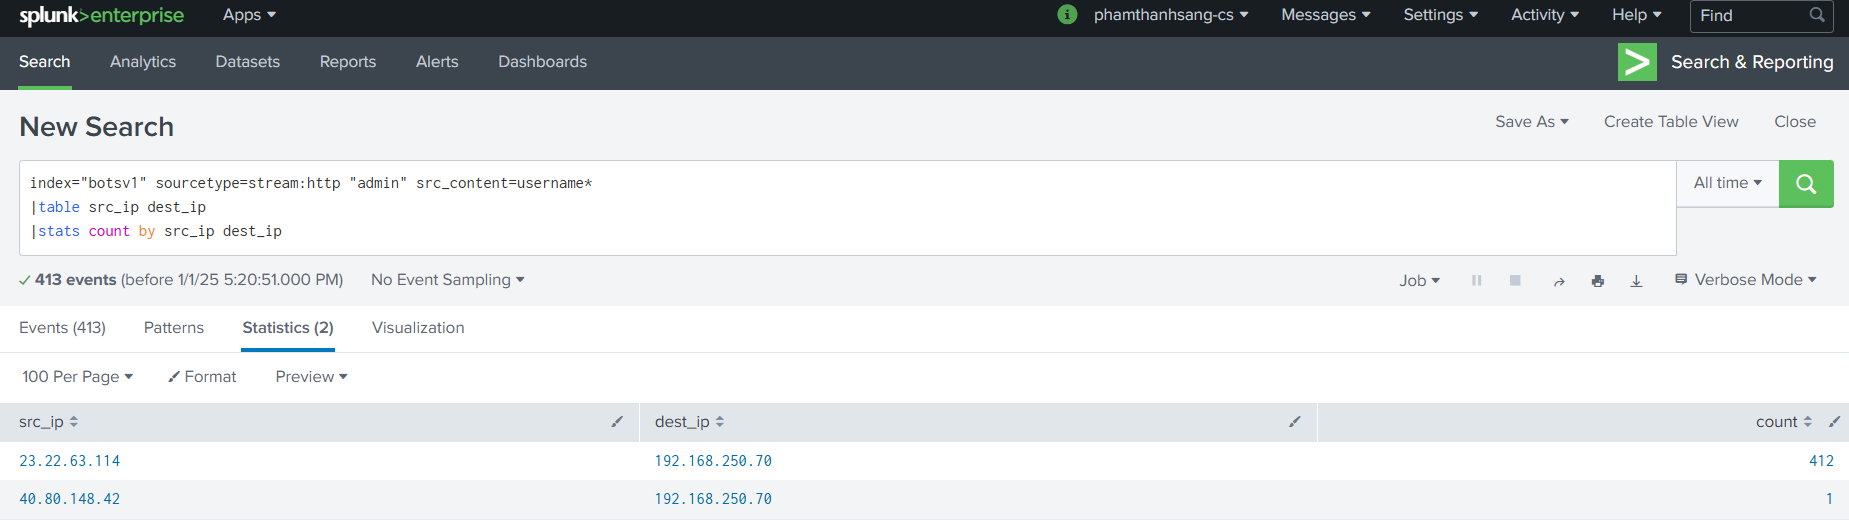 splunk>enterprise Apps phamthanhsang-cs Messages Settings Activity Help Find
Search Analytics Datasets Reports Alerts Dashboards Search & Reporting
New Search Save As Create Table View Close
index="botsv1" sourcetype=stream:http "admin" src_content=username* All time
|table src_ip dest_ip
|stats count by src_ip dest_ip
413 events (before 1/1/25 5:20:51.000 PM) No Event Sampling Job Verbose Mode
Events (413) Patterns Statistics (2) Visualization
100 Per Page Format Preview
src_ip dest_ip count
23.22.63.114 192.168.250.70 412
40.80.148.42 192.168.250.70 1